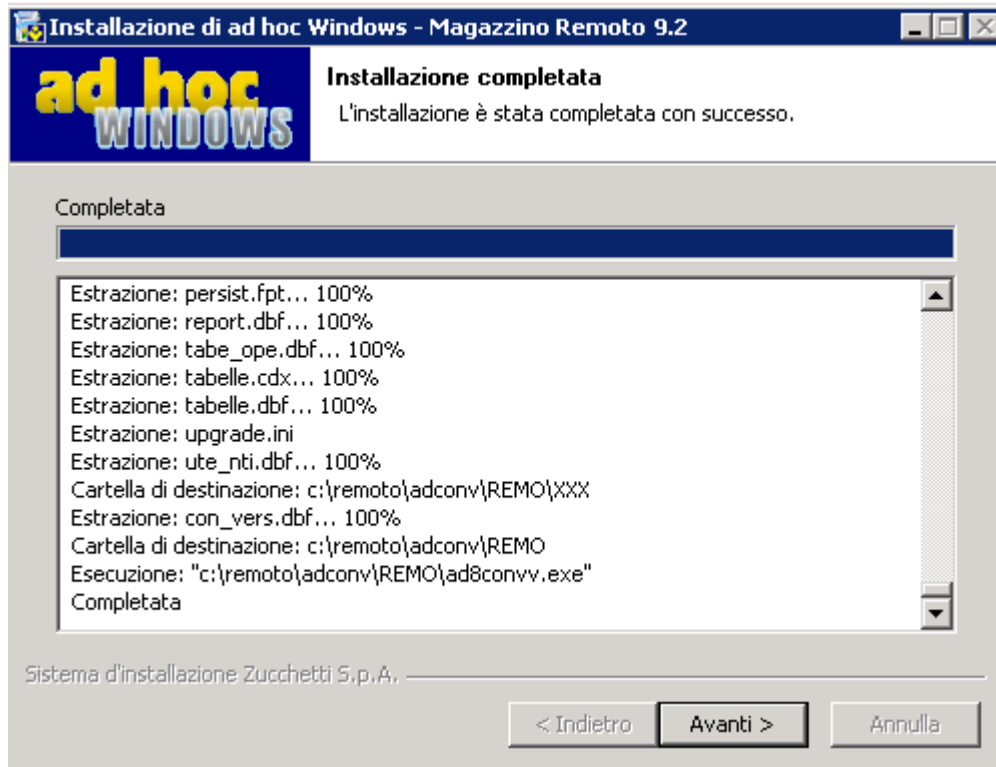 Installazione di ad hoc Windows - Magazzino Remoto 9.2
ad hoc
WINDOWS
Installazione completata
L'installazione è stata completata con successo.
Completata
Estrazione: persist.fpt... 100%
Estrazione: report.dbf... 100%
Estrazione: tabe_ope.dbf... 100%
Estrazione: tabelle.cdx... 100%
Estrazione: tabelle.dbf... 100%
Estrazione: upgrade.ini
Estrazione: ute_nti.dbf... 100%
Cartella di destinazione: c:\remoto\adconv\REMO\XXX
Estrazione: con_vers.dbf... 100%
Cartella di destinazione: c:\remoto\adconv\REMO
Esecuzione: "c:\remoto\adconv\REMO\ad8convv.exe"
Completata
Sistema d'installazione Zucchetti S.p.A.
< Indietro Avanti > Annulla